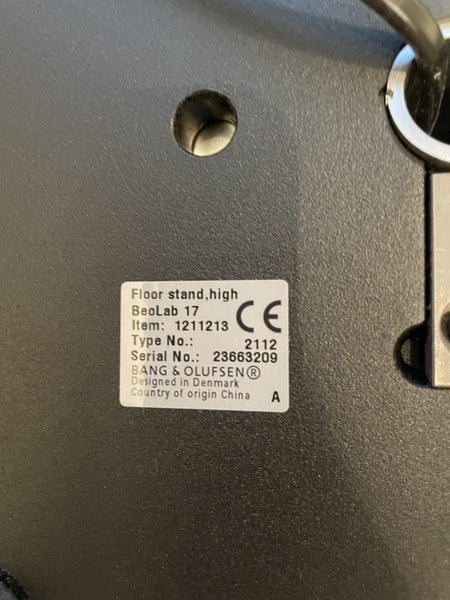 Floor stand,high
BeoLab 17
Item: 1211213
CE
Type No.: 2112
Serial No.: 23663209
BANG & OLUFSEN®
Designed in Denmark
Country of origin China A